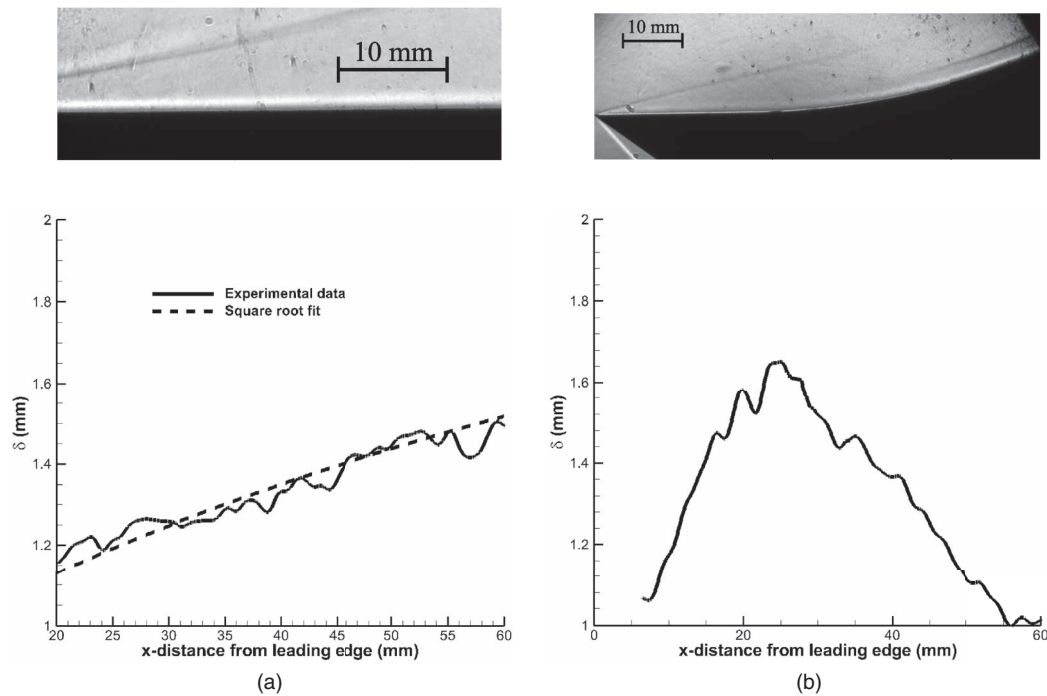 10 mm
10 mm
2
1.8
1.6
1.4
1.2
1
δ (mm)
Experimental data
Square root fit
20 25 30 35 40 45 50 55 60
x-distance from leading edge (mm)
(a)
2
1.8
1.6
1.4
1.2
1
δ (mm)
0 20 40 60
x-distance from leading edge (mm)
(b)